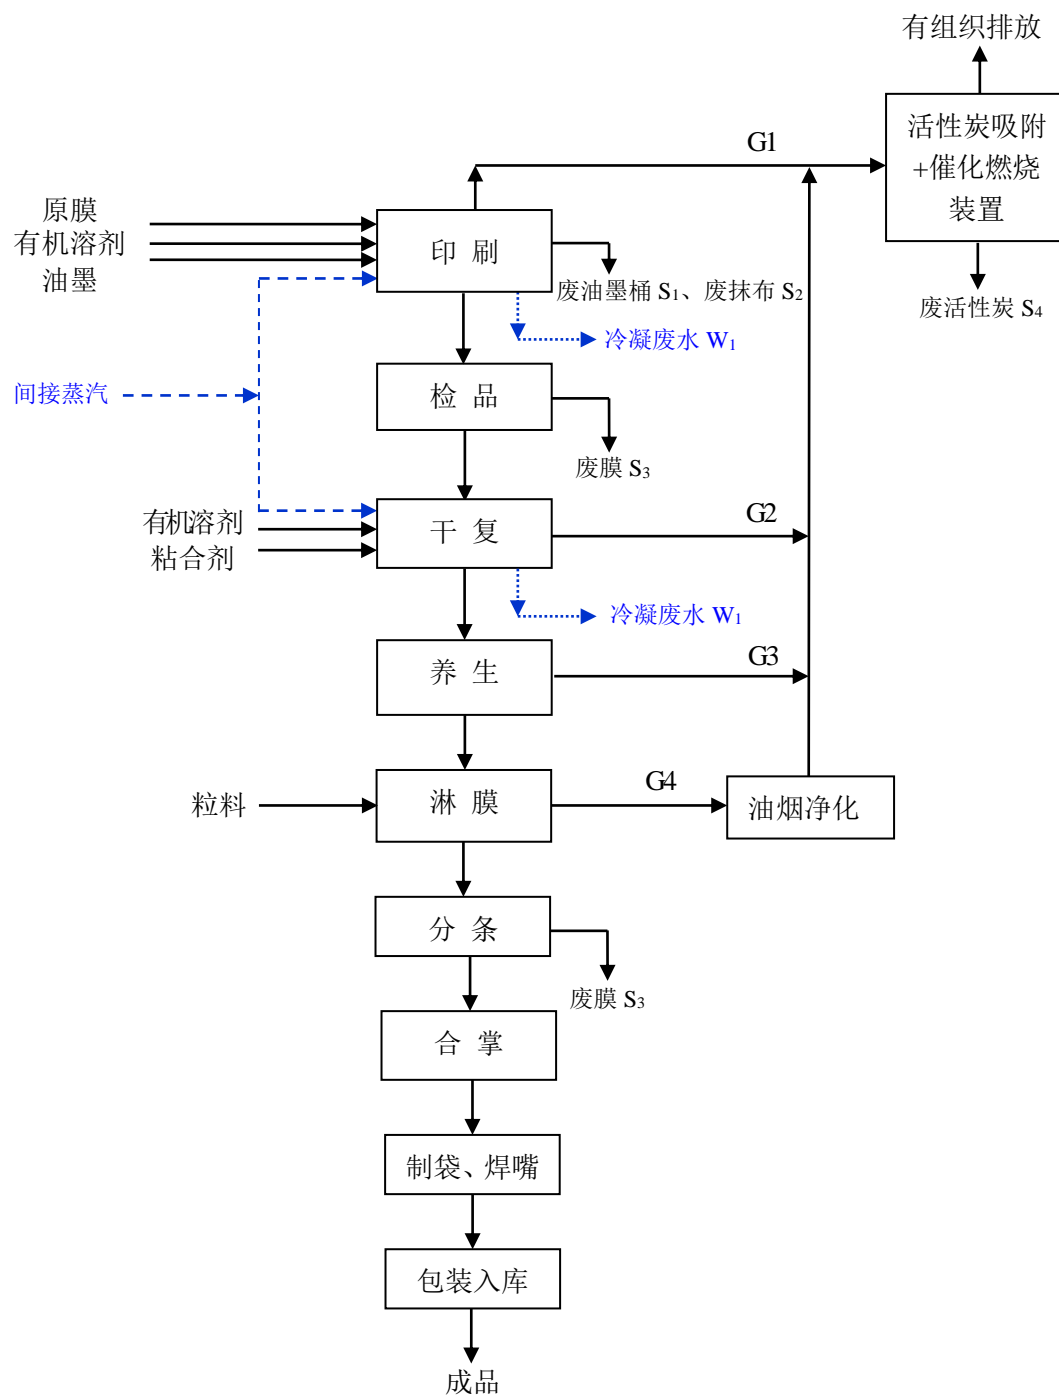 有组织排放
活性炭吸附
+催化燃烧
装置
G1
原膜
有机溶剂
油墨
印 刷
废油墨桶 S₁、废抹布 S₂
废活性炭 S₄
冷凝废水 W₁
间接蒸汽
检 品
废膜 S₃
有机溶剂
粘合剂
干 复
G2
冷凝废水 W₁
养 生
G3
粒料
淋 膜
G4
油烟净化
分 条
废膜 S₃
合 掌
制袋、焊嘴
包装入库
成品